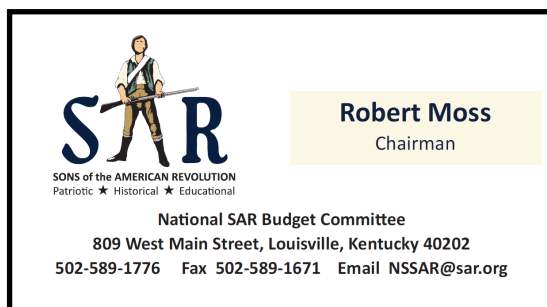 SAR
SONS of the AMERICAN REVOLUTION
Patriotic ★ Historical ★ Educational
Robert Moss
Chairman
National SAR Budget Committee
809 West Main Street, Louisville, Kentucky 40202
502-589-1776 Fax 502-589-1671 Email NSSAR@sar.org